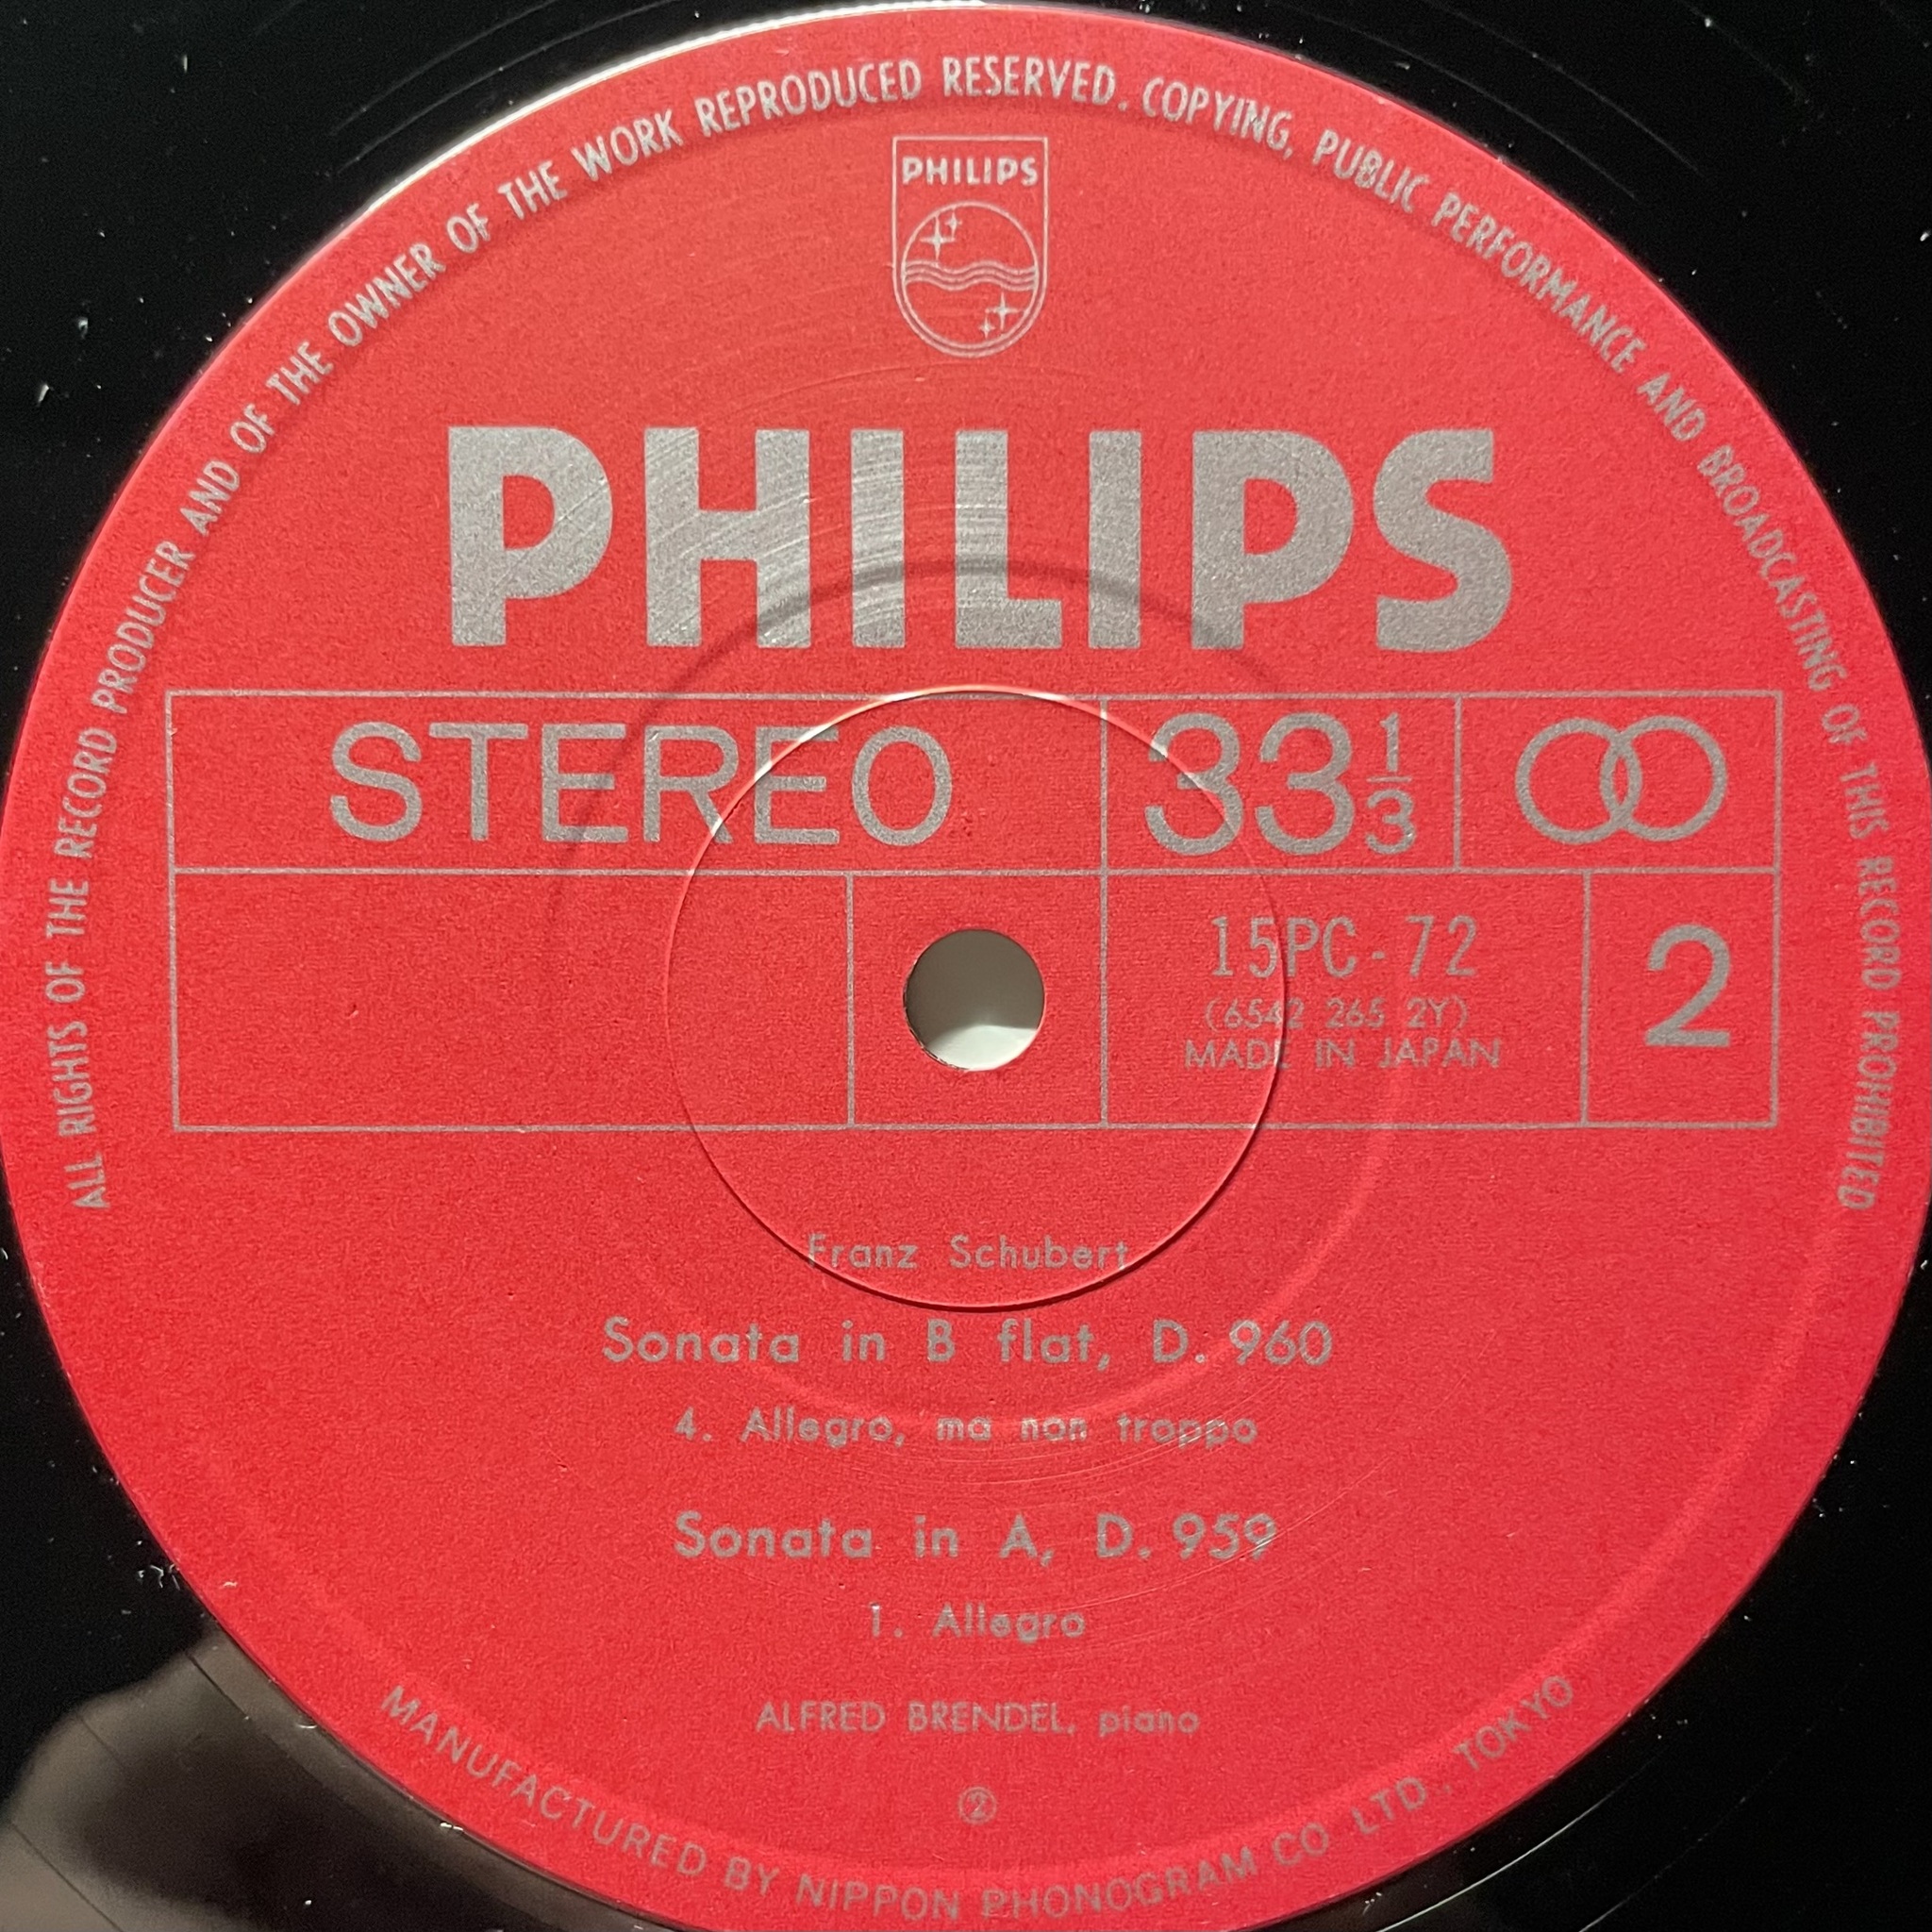 ALL RIGHTS OF THE RECORD PRODUCER AND OF THE OWNER OF THE WORK REPRODUCED RESERVED. COPYING, PUBLIC PERFORMANCE AND BROADCASTING OF THIS RECORD PROHIBITED
PHILIPS
PHILIPS
STEREO 33 1/3
15PC-72 2
(6542 265 2Y)
MADE IN JAPAN
Franz Schubert
Sonata in B flat, D. 960
4. Allegro, ma non troppo
Sonata in A, D. 959
1. Allegro
ALFRED BRENDEL, piano
②
MANUFACTURED BY NIPPON PHONOGRAM CO LTD., TOKYO